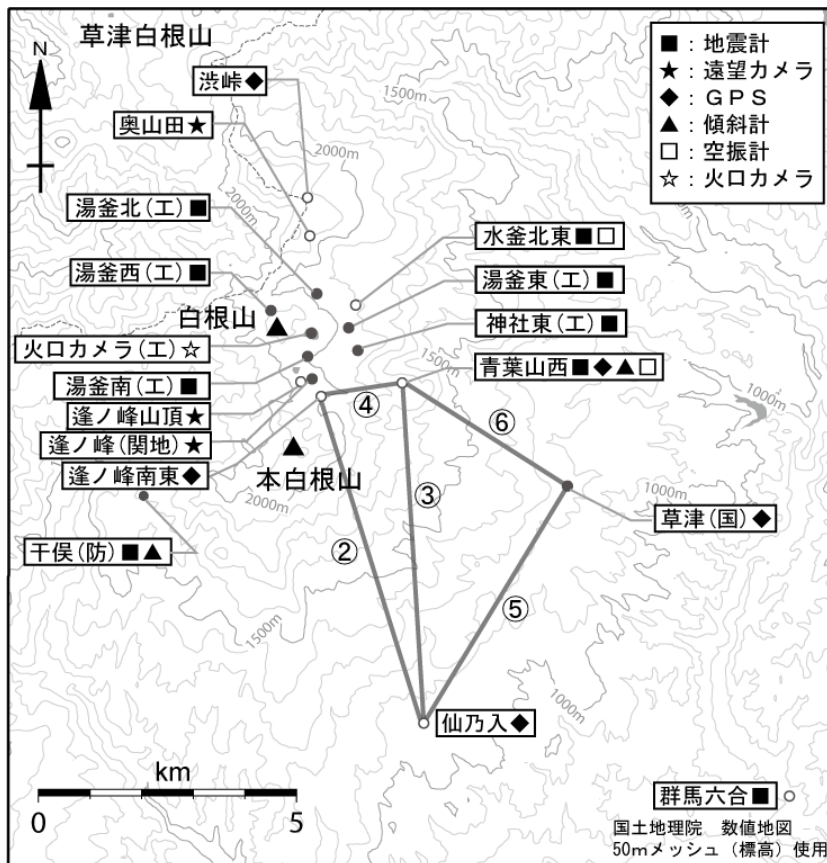 草津白根山
N
■：地震計
★：遠望カメラ
◆：ＧＰＳ
▲：傾斜計
□：空振計
☆：火口カメラ
渋峠◆
奥山田★
湯釜北(工)■
湯釜西(工)■
白根山
火口カメラ(工)☆
湯釜南(工)■
逢ノ峰山頂★
逢ノ峰(関地)★
逢ノ峰南東◆
本白根山
干俣(防)■▲
水釜北東■□
湯釜東(工)■
神社東(工)■
青葉山西■◆▲□
草津(国)◆
仙乃入◆
群馬六合■
1500m
2000m
2000m
1500m
1000m
2000m
1000m
1500m
1000m
④
⑥
③
②
⑤
km
0 5
国土地理院　数値地図
50mメッシュ（標高）使用